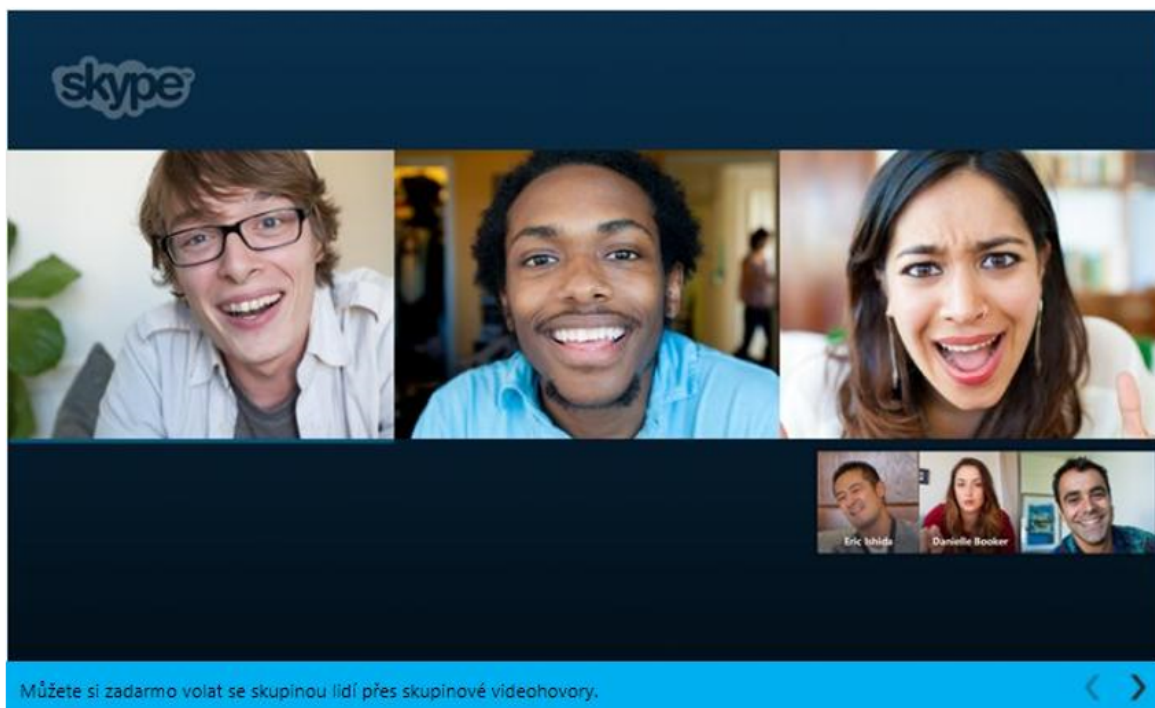 skype
Eric Ishida
Danielle Booker
Můžete si zadarmo volat se skupinou lidí přes skupinové videohovory.